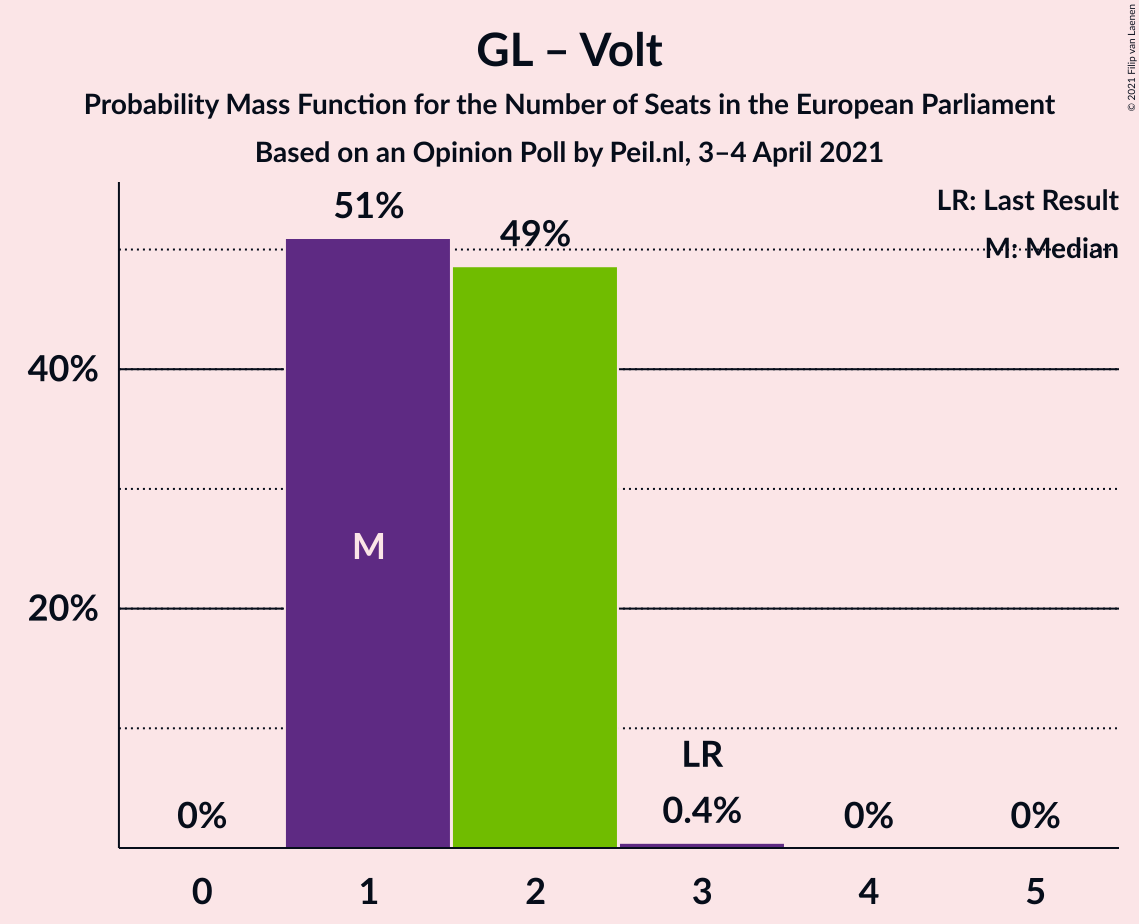 GL – Volt
Probability Mass Function for the Number of Seats in the European Parliament
Based on an Opinion Poll by Peil.nl, 3–4 April 2021
© 2021 Filip van Laenen
LR: Last Result
M: Median
51%
49%
40%
M
20%
LR
0%
0.4%
0%
0%
0
1
2
3
4
5